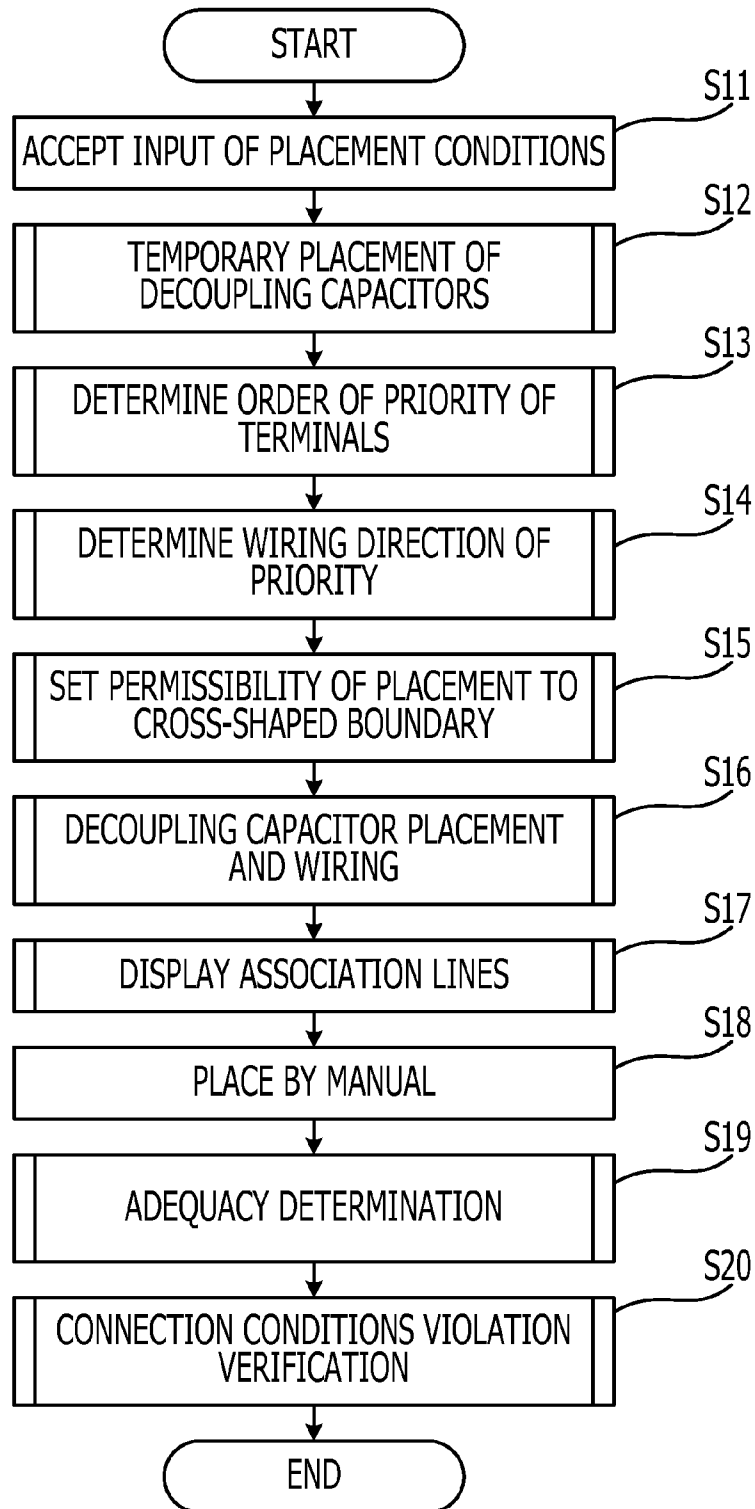 START
S11
ACCEPT INPUT OF PLACEMENT CONDITIONS
S12
TEMPORARY PLACEMENT OF
DECOUPLING CAPACITORS
S13
DETERMINE ORDER OF PRIORITY OF
TERMINALS
S14
DETERMINE WIRING DIRECTION OF
PRIORITY
S15
SET PERMISSIBILITY OF PLACEMENT TO
CROSS-SHAPED BOUNDARY
S16
DECOUPLING CAPACITOR PLACEMENT
AND WIRING
S17
DISPLAY ASSOCIATION LINES
S18
PLACE BY MANUAL
S19
ADEQUACY DETERMINATION
S20
CONNECTION CONDITIONS VIOLATION
VERIFICATION
END